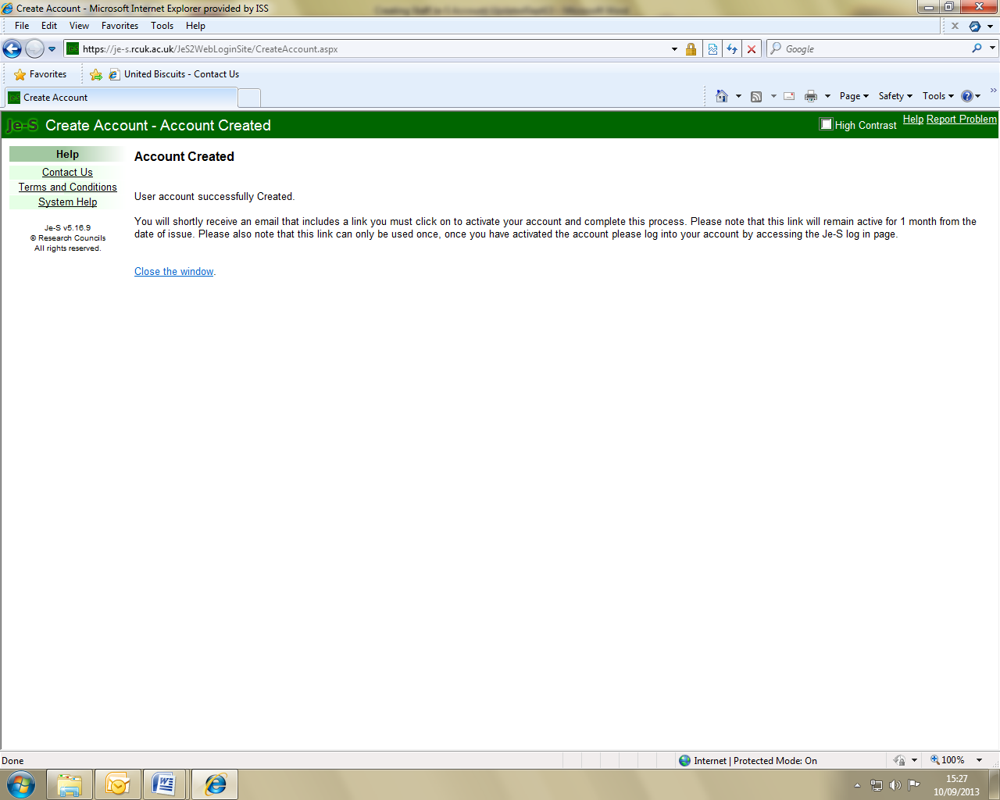 Create Account - Microsoft Internet Explorer provided by ISS
File Edit View Favorites Tools Help
https://je-s.rcuk.ac.uk/JeS2WebLoginSite/CreateAccount.aspx
Google
Favorites United Biscuits - Contact Us
Create Account
Page Safety Tools
Je-S Create Account - Account Created
High Contrast Help Report Problem
Help
Contact Us
Terms and Conditions
System Help
Je-S v5.16.9
© Research Councils
All rights reserved.
Account Created
User account successfully Created.
You will shortly receive an email that includes a link you must click on to activate your account and complete this process. Please note that this link will remain active for 1 month from the
date of issue. Please also note that this link can only be used once, once you have activated the account please log into your account by accessing the Je-S log in page.
Close the window.
Done
Internet | Protected Mode: On
100%
15:27
10/09/2013